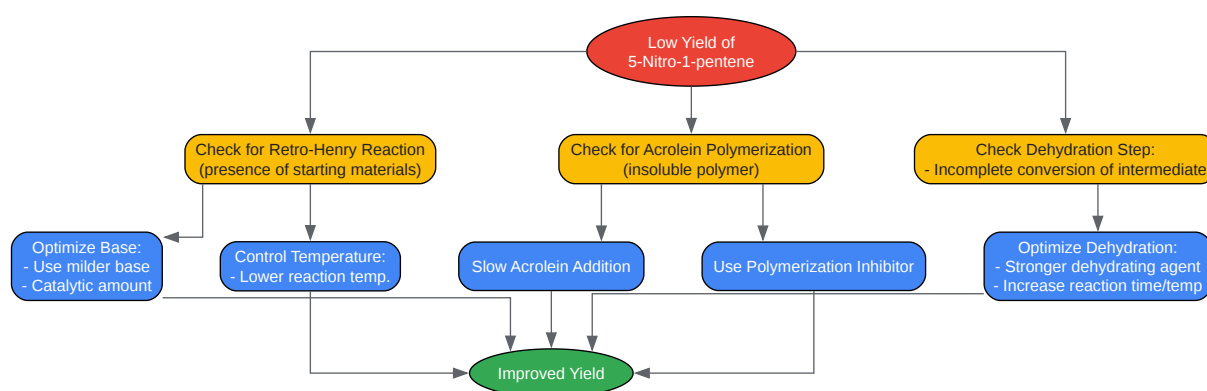 Low Yield of
5-Nitro-1-pentene
Check for Retro-Henry Reaction
(presence of starting materials)
Check for Acrolein Polymerization
(insoluble polymer)
Check Dehydration Step:
- Incomplete conversion of intermediate
Optimize Base:
- Use milder base
- Catalytic amount
Control Temperature:
- Lower reaction temp.
Slow Acrolein Addition
Use Polymerization Inhibitor
Optimize Dehydration:
- Stronger dehydrating agent
- Increase reaction time/temp
Improved Yield